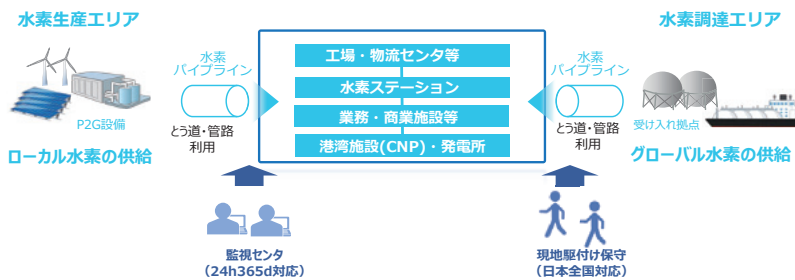 水素生産エリア
P2G設備
ローカル水素の供給
水素
パイプライン
とう道・管路
利用
工場・物流センタ等
水素ステーション
業務・商業施設等
港湾施設(CNP)・発電所
水素
パイプライン
とう道・管路
利用
水素調達エリア
受け入れ拠点
グローバル水素の供給
監視センタ
（24h365d対応）
現地駆付け保守
（日本全国対応）